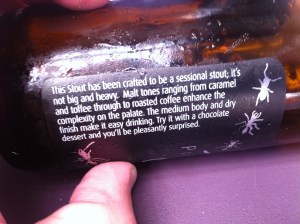 This Stout has been crafted to be a sessional stout; it's
not big and heavy. Malt tones ranging from caramel
and toffee through to roasted coffee enhance the
complexity on the palate. The medium body and dry
finish make it easy drinking. Try it with a chocolate
dessert and you'll be pleasantly surprised.